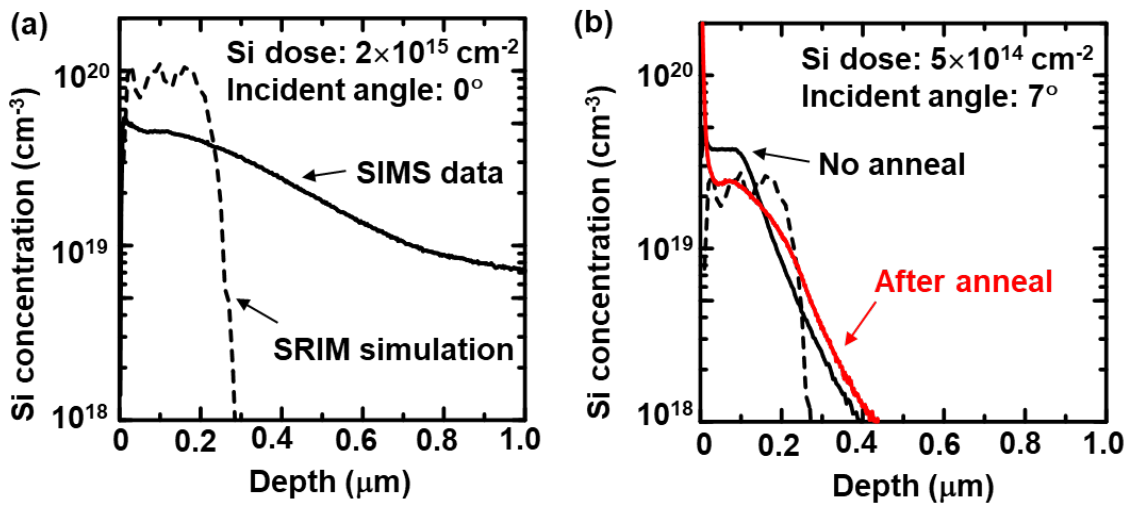 (a)
Si dose: 2×10¹⁵ cm⁻²
Incident angle: 0°
SIMS data
SRIM simulation
Si concentration (cm⁻³)
10²⁰
10¹⁹
10¹⁸
0 0.2 0.4 0.6 0.8 1.0
Depth (μm)
(b)
Si dose: 5×10¹⁴ cm⁻²
Incident angle: 7°
No anneal
After anneal
Si concentration (cm⁻³)
10²⁰
10¹⁹
10¹⁸
0 0.2 0.4 0.6 0.8 1.0
Depth (μm)